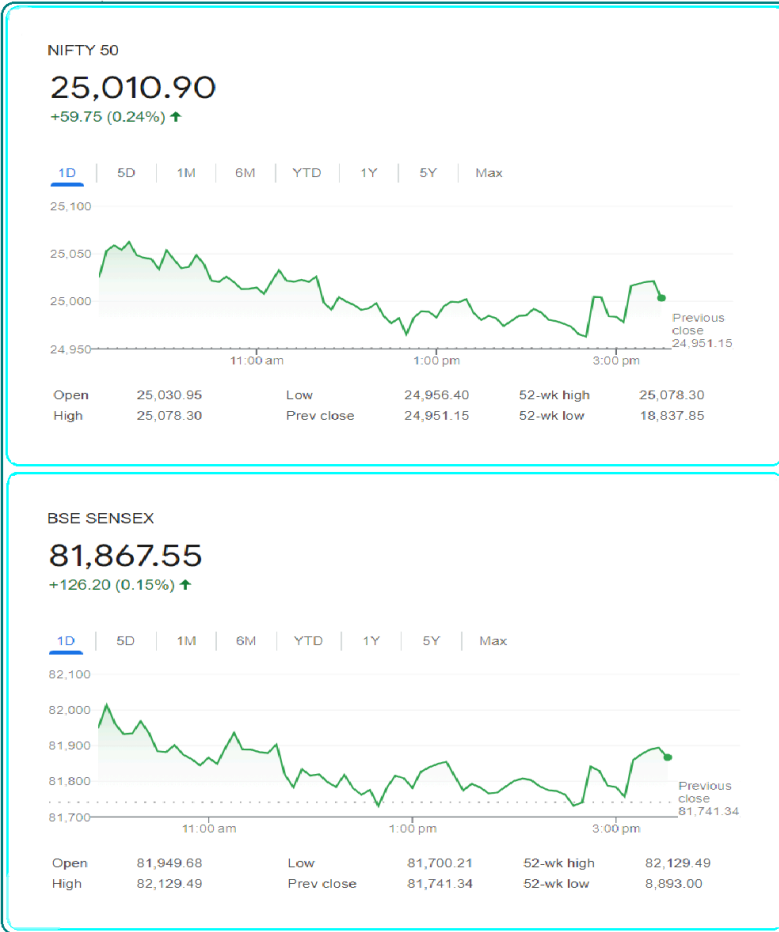 NIFTY 50
25,010.90
+59.75 (0.24%)
1D 5D 1M 6M YTD 1Y 5Y Max
25,100
25,050
25,000
24,950
Previous
close
24,951.15
11:00 am 1:00 pm 3:00 pm
Open 25,030.95 Low 24,956.40 52-wk high 25,078.30
High 25,078.30 Prev close 24,951.15 52-wk low 18,837.85
BSE SENSEX
81,867.55
+126.20 (0.15%)
1D 5D 1M 6M YTD 1Y 5Y Max
82,100
82,000
81,900
81,800
81,700
Previous
close
81,741.34
11:00 am 1:00 pm 3:00 pm
Open 81,949.68 Low 81,700.21 52-wk high 82,129.49
High 82,129.49 Prev close 81,741.34 52-wk low 8,893.00